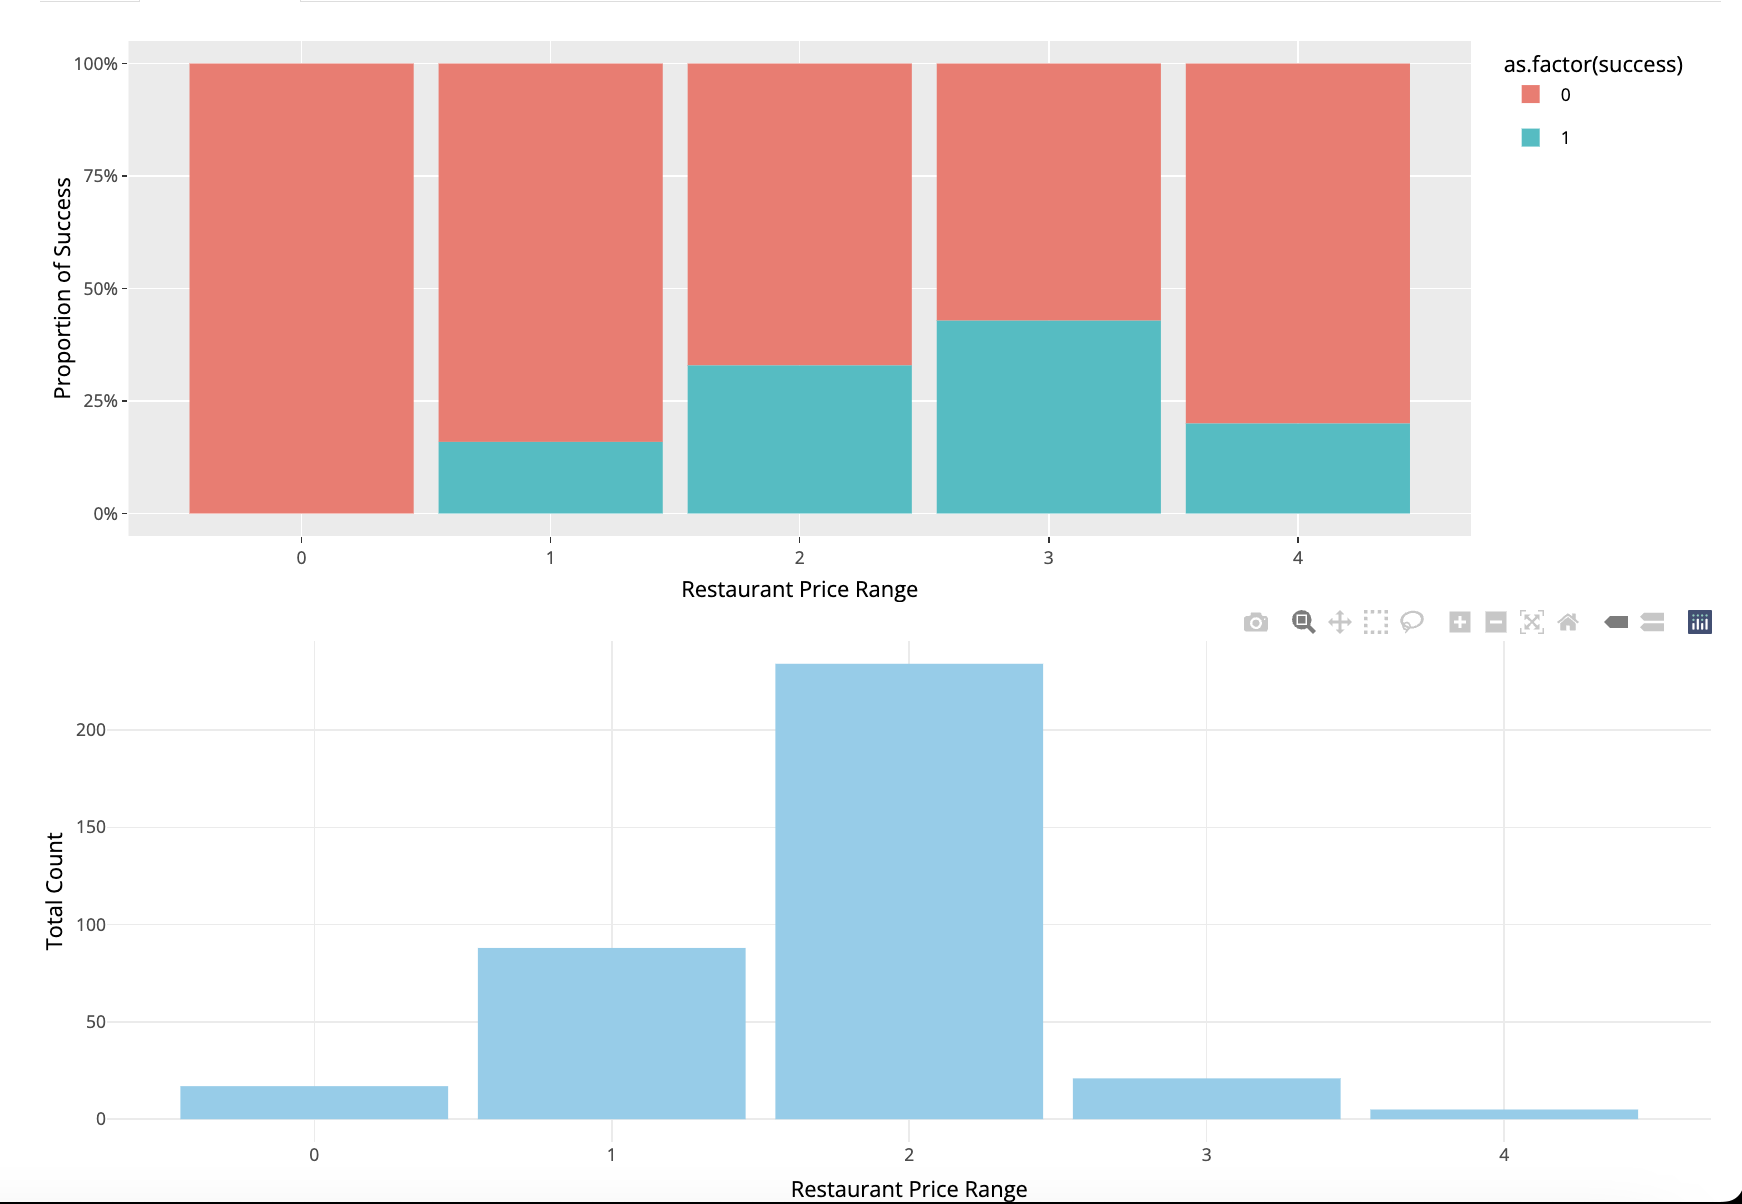 as.factor(success)
0
1
100%
75%
50%
25%
0%
Proportion of Success
0 1 2 3 4
Restaurant Price Range
200
150
100
50
0
Total Count
0 1 2 3 4
Restaurant Price Range